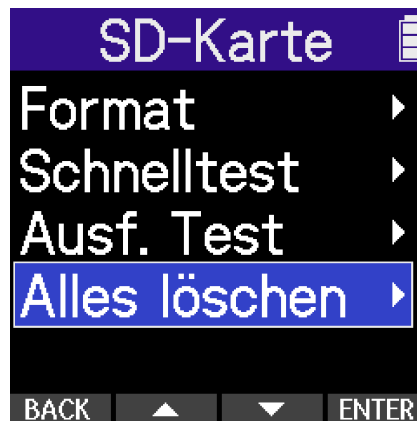 SD-Karte
Format
Schnelltest
Ausf. Test
Alles löschen
BACK ENTER